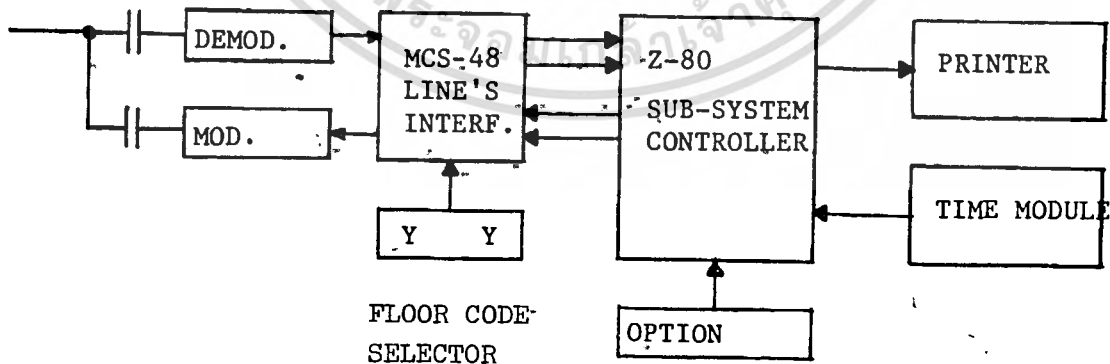 DEMOD.
MOD.
MCS-48
LINE'S
INTERF.
Y Y
FLOOR CODE
SELECTOR
Z-80
SUB-SYSTEM
CONTROLLER
OPTION
PRINTER
TIME MODULE